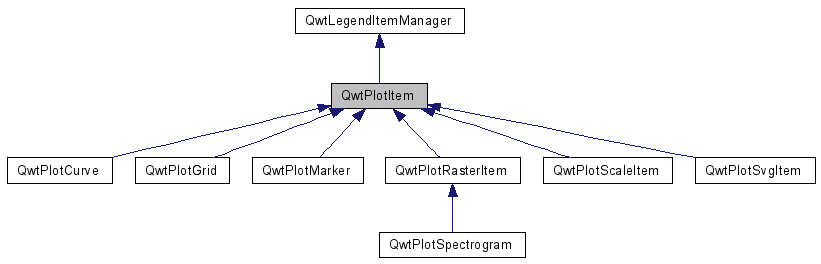 QwtLegendItemManager
QwtPlotItem
QwtPlotCurve
QwtPlotGrid
QwtPlotMarker
QwtPlotRasterItem
QwtPlotScaleItem
QwtPlotSvgItem
QwtPlotSpectrogram